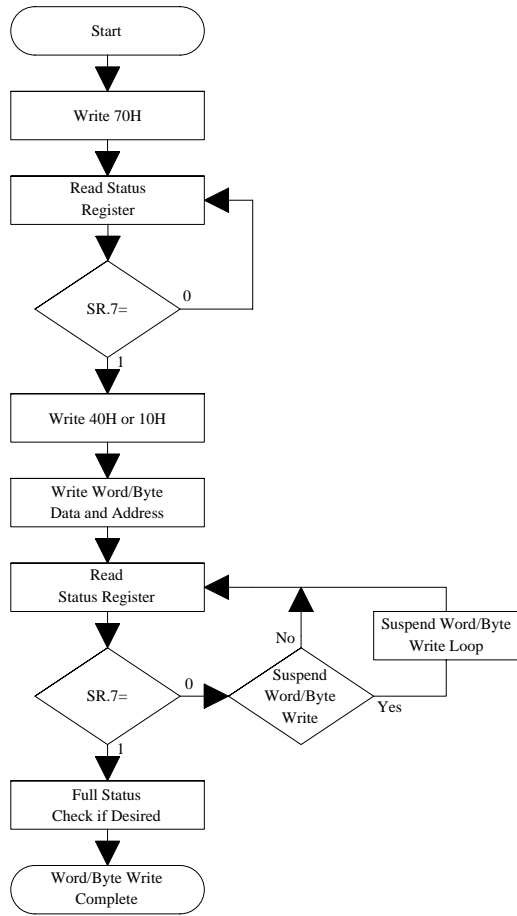 Start
Write 70H
Read Status
Register
SR.7=
0
1
Write 40H or 10H
Write Word/Byte
Data and Address
Read
Status Register
SR.7=
0
1
Suspend
Word/Byte
Write
No
Yes
Suspend Word/Byte
Write Loop
Full Status
Check if Desired
Word/Byte Write
Complete